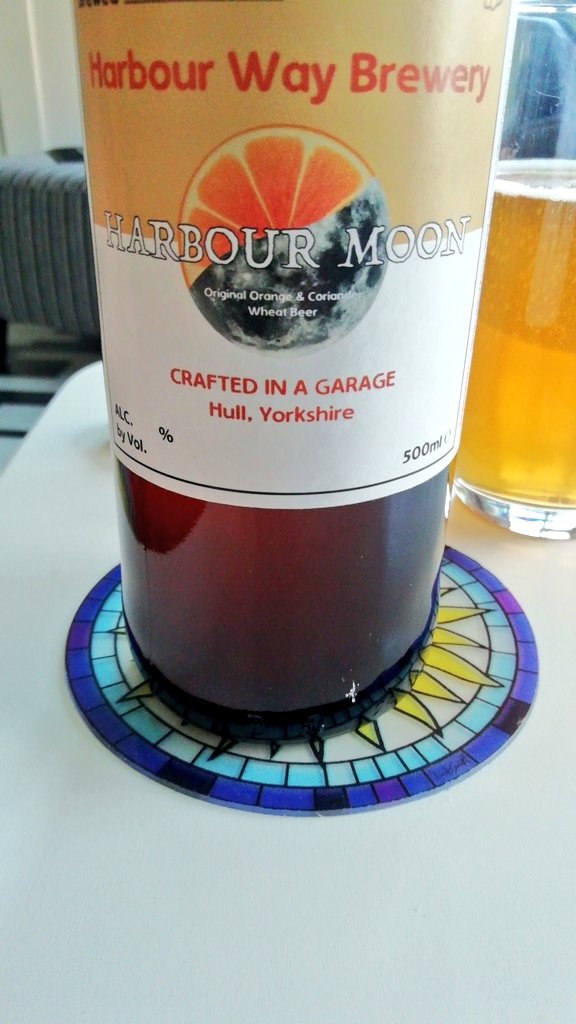 Brewed
Harbour Way Brewery
HARBOUR MOON
Original Orange & Coriander
Wheat Beer
CRAFTED IN A GARAGE
Hull, Yorkshire
ALC.
by Vol. %
500ml e